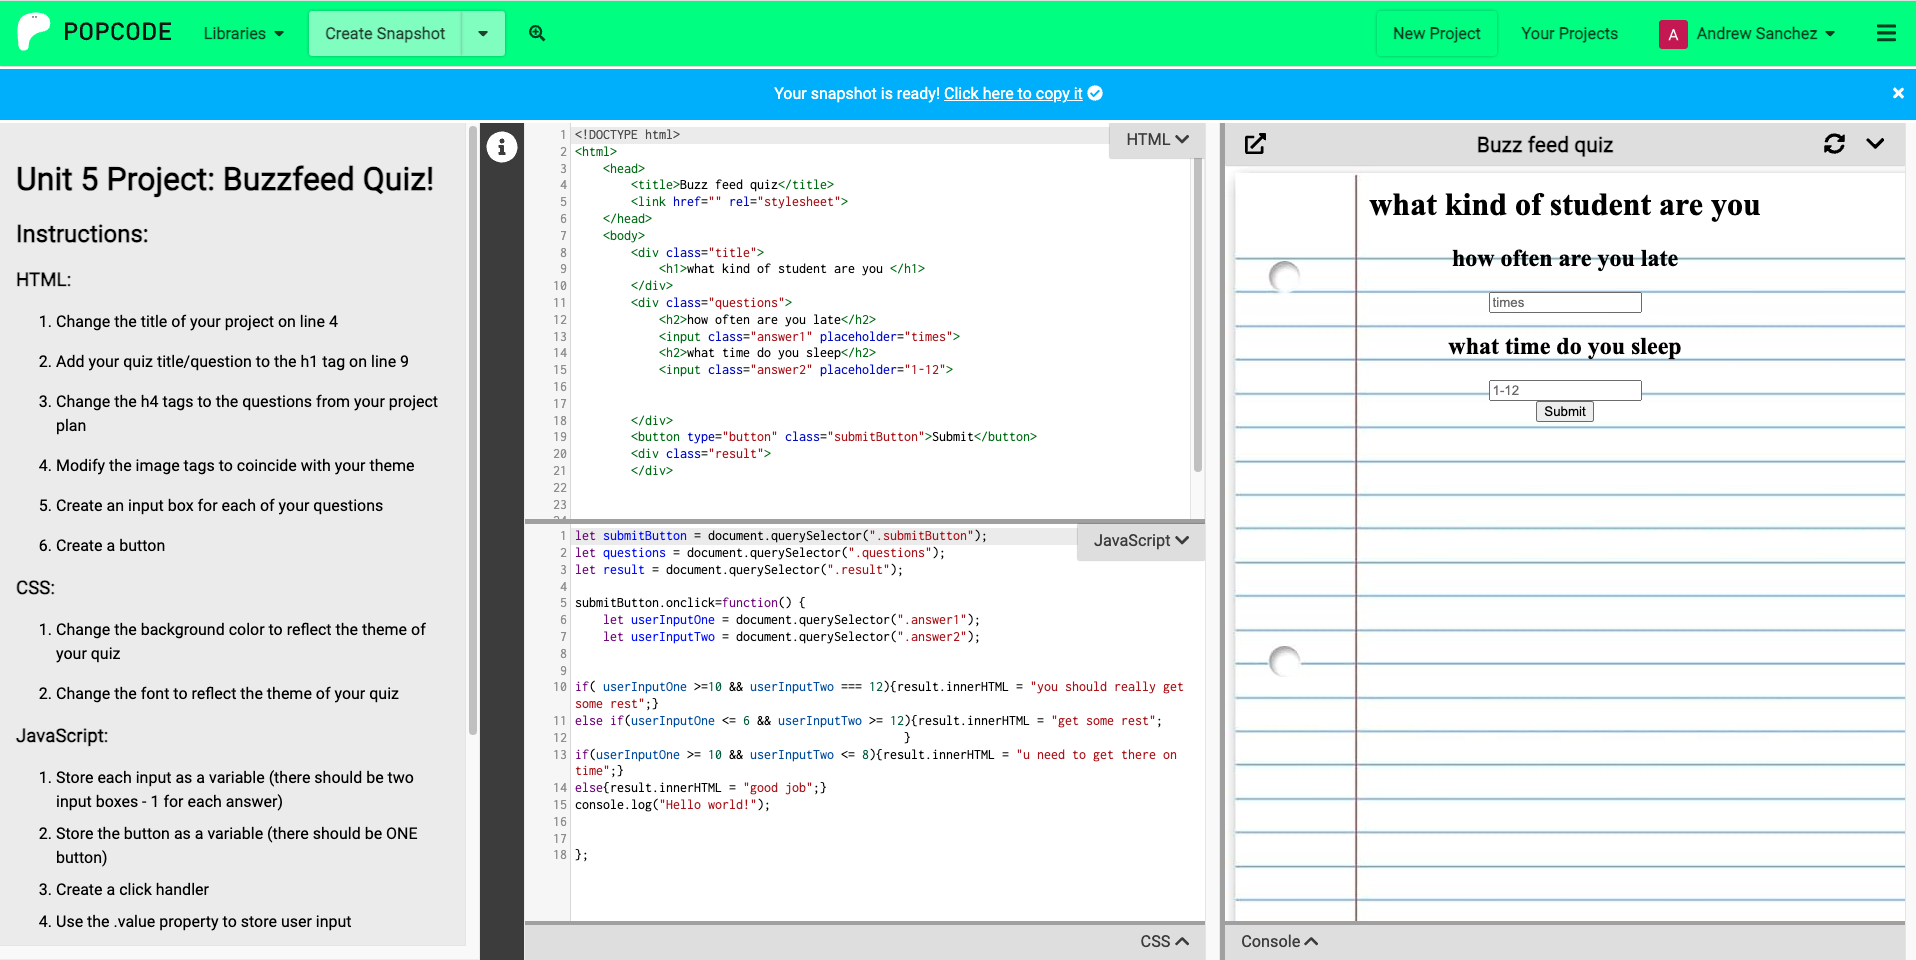 POPCODE
Libraries
Create Snapshot
New Project
Your Projects
A
Andrew Sanchez
Your snapshot is ready! Click here to copy it
Unit 5 Project: Buzzfeed Quiz!
Instructions:
HTML:
1. Change the title of your project on line 4
2. Add your quiz title/question to the h1 tag on line 9
3. Change the h4 tags to the questions from your project
plan
4. Modify the image tags to coincide with your theme
5. Create an input box for each of your questions
6. Create a button
CSS:
1. Change the background color to reflect the theme of
your quiz
2. Change the font to reflect the theme of your quiz
JavaScript:
1. Store each input as a variable (there should be two
input boxes - 1 for each answer)
2. Store the button as a variable (there should be ONE
button)
3. Create a click handler
4. Use the .value property to store user input
HTML
1 <!DOCTYPE html>
2 <html>
3 <head>
4 <title>Buzz feed quiz</title>
5 <link href="" rel="stylesheet">
6 </head>
7 <body>
8 <div class="title">
9 <h1>what kind of student are you </h1>
10 </div>
11 <div class="questions">
12 <h2>how often are you late</h2>
13 <input class="answer1" placeholder="times">
14 <h2>what time do you sleep</h2>
15 <input class="answer2" placeholder="1-12">
16
17
18 </div>
19 <button type="button" class="submitButton">Submit</button>
20 <div class="result">
21 </div>
22
23
24
JavaScript
1 let submitButton = document.querySelector(".submitButton");
2 let questions = document.querySelector(".questions");
3 let result = document.querySelector(".result");
4
5 submitButton.onclick=function() {
6 let userInputOne = document.querySelector(".answer1");
7 let userInputTwo = document.querySelector(".answer2");
8
9
10 if( userInputOne >=10 && userInputTwo === 12){result.innerHTML = "you should really get
some rest";}
11 else if(userInputOne <= 6 && userInputTwo >= 12){result.innerHTML = "get some rest";
12 }
13 if(userInputOne >= 10 && userInputTwo <= 8){result.innerHTML = "u need to get there on
time";}
14 else{result.innerHTML = "good job";}
15 console.log("Hello world!");
16
17
18 };
CSS
Buzz feed quiz
what kind of student are you
how often are you late
times
what time do you sleep
1-12
Submit
Console